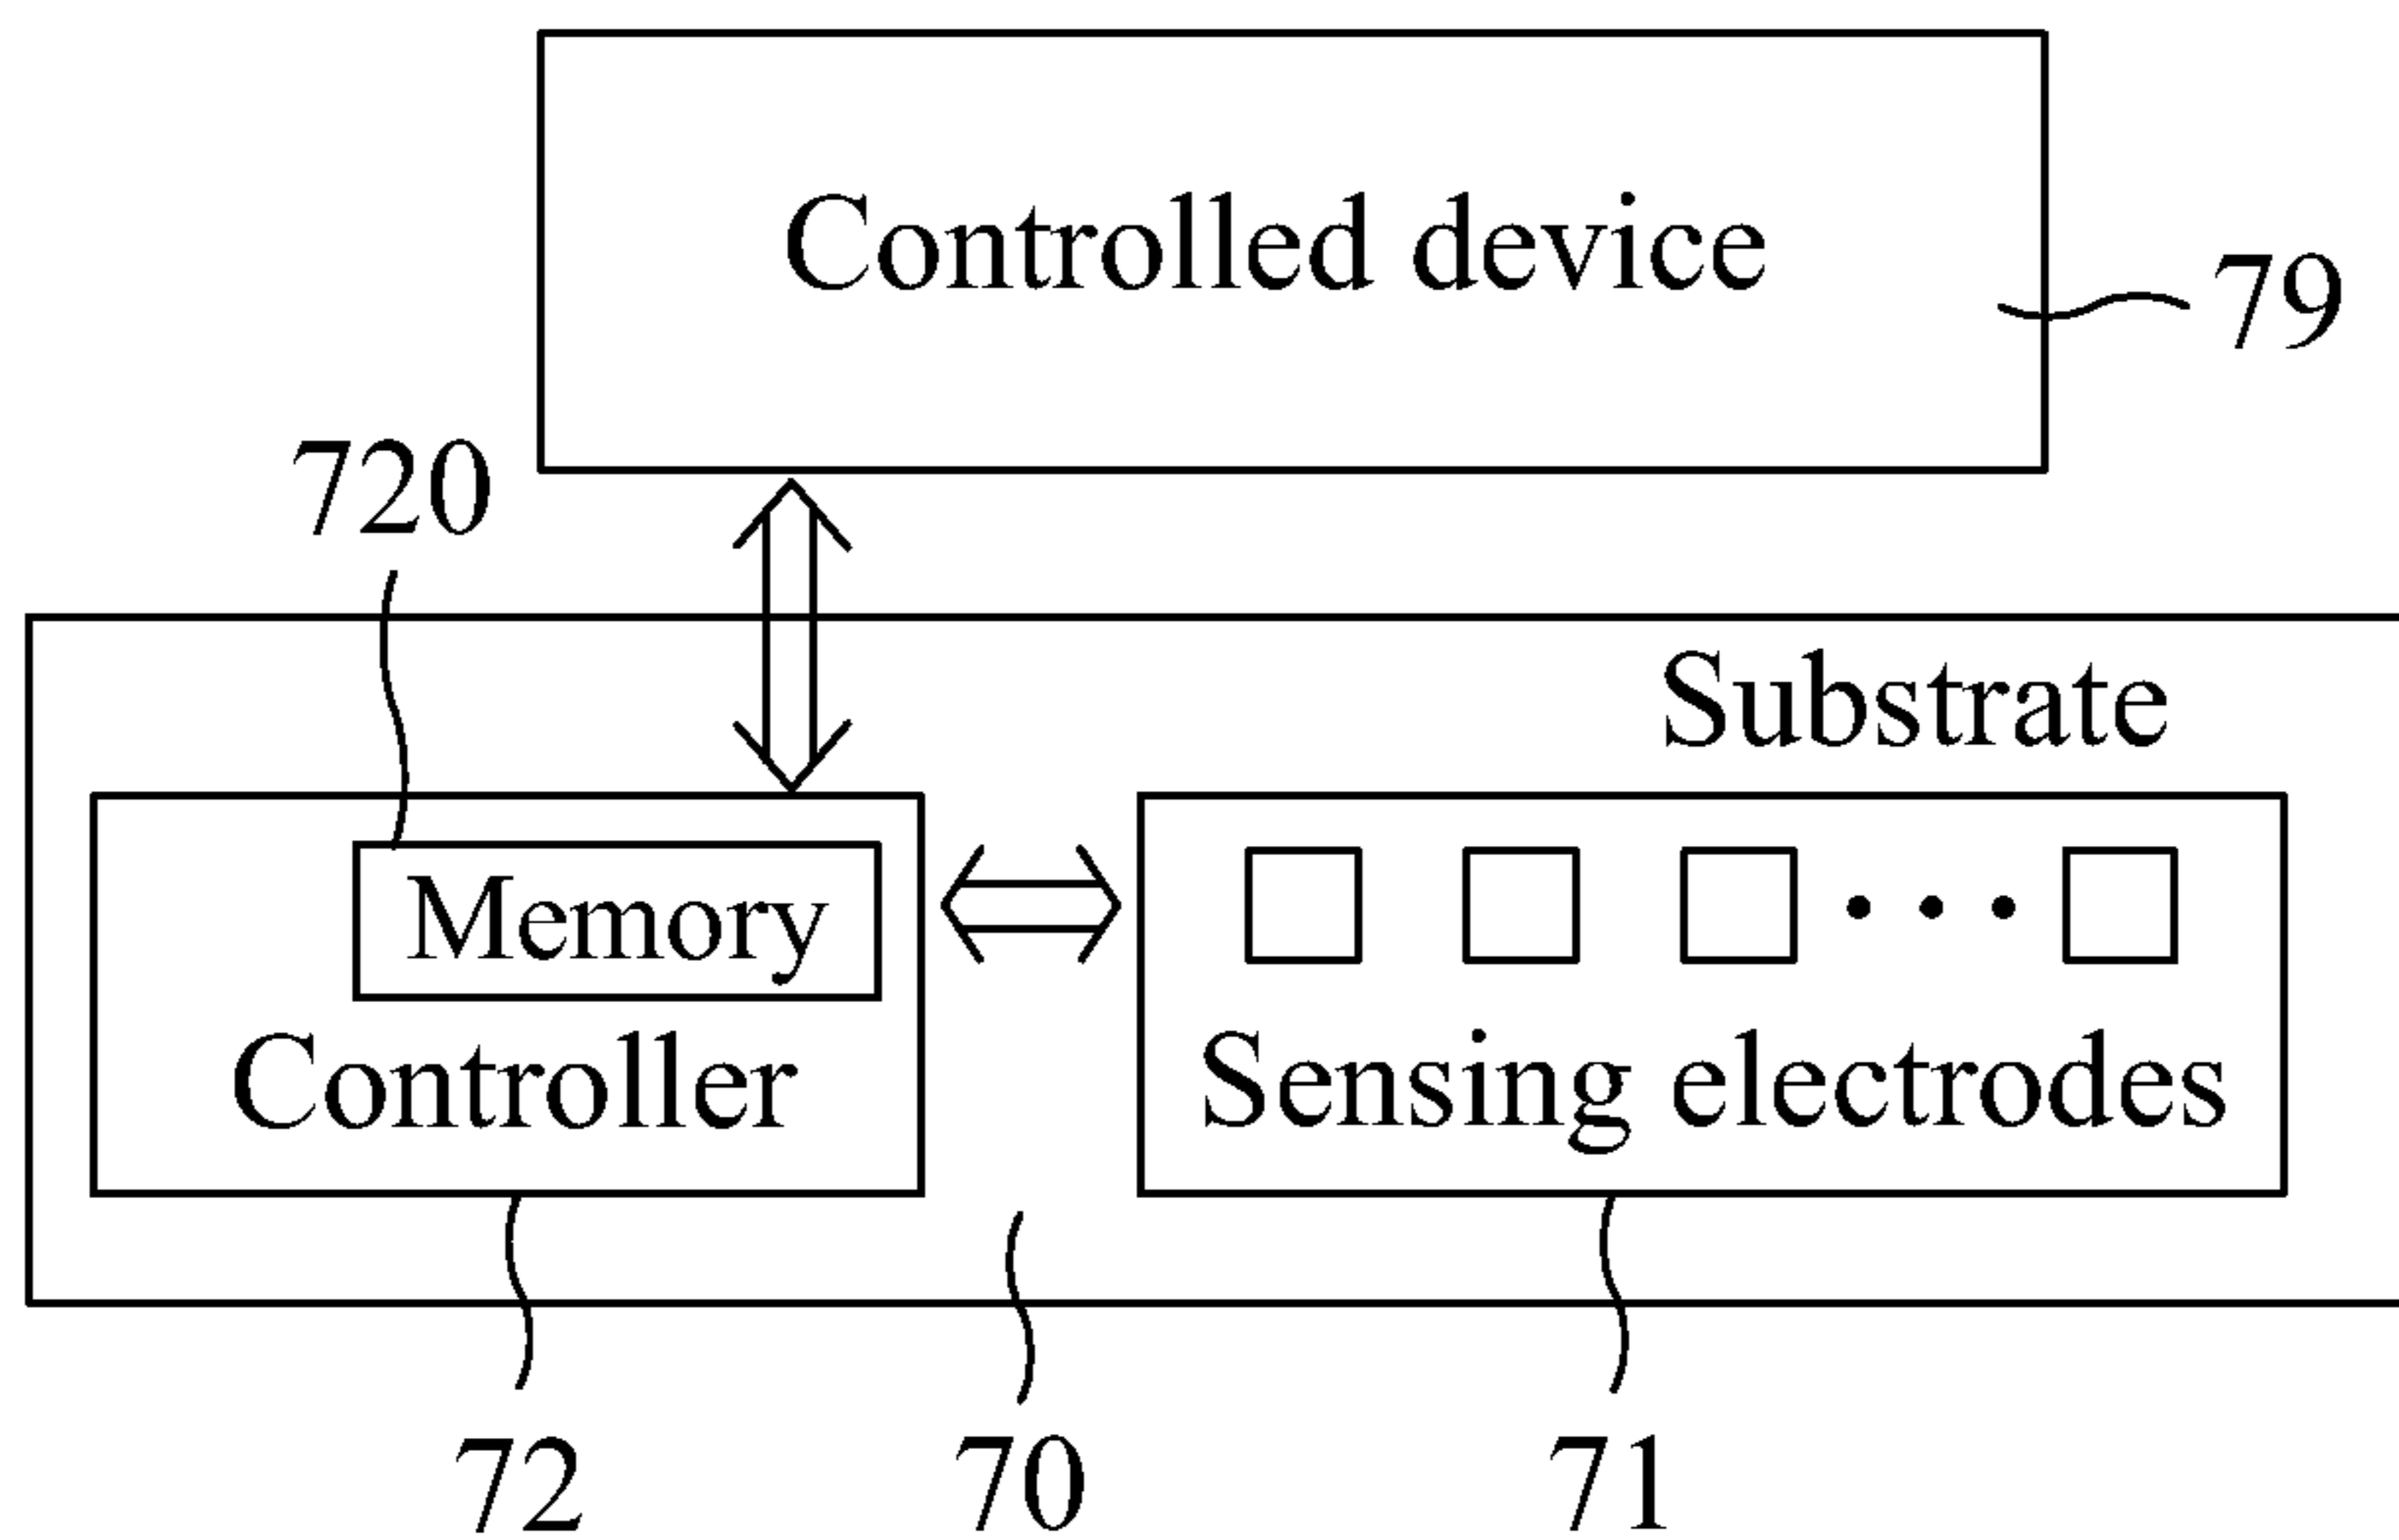 Controlled device
79
720
Substrate
Memory
Controller
Sensing electrodes
72
70
71